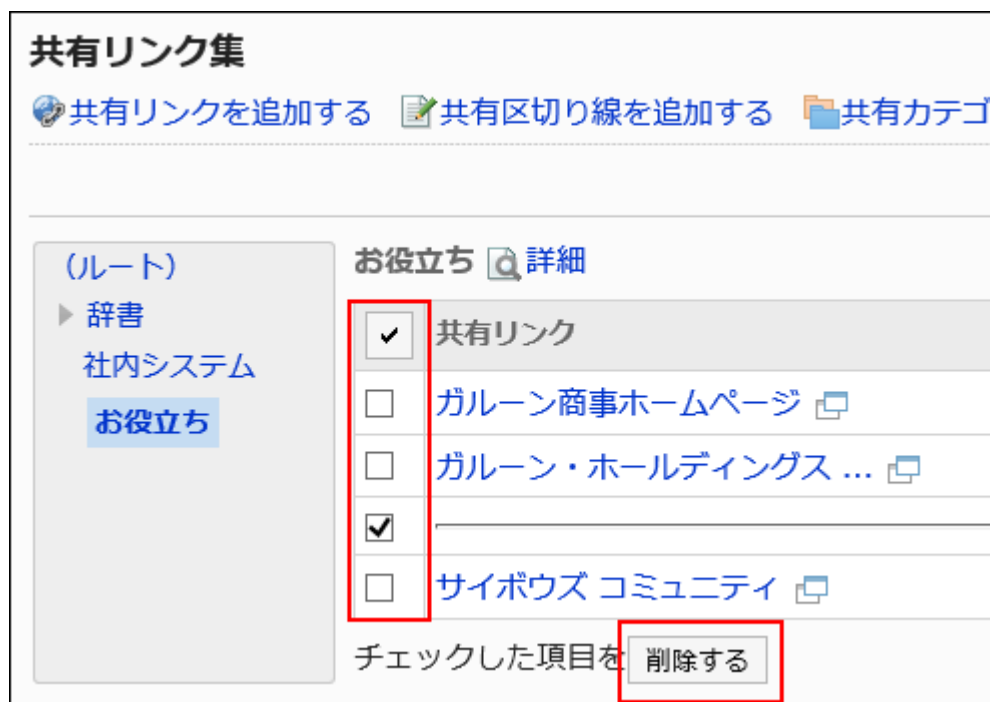 共有リンク集
共有リンクを追加する 共有区切り線を追加する 共有カテゴ
(ルート)
辞書
社内システム
お役立ち
お役立ち 詳細
共有リンク
ガルーン商事ホームページ
ガルーン・ホールディングス ...
サイボウズ コミュニティ
チェックした項目を 削除する